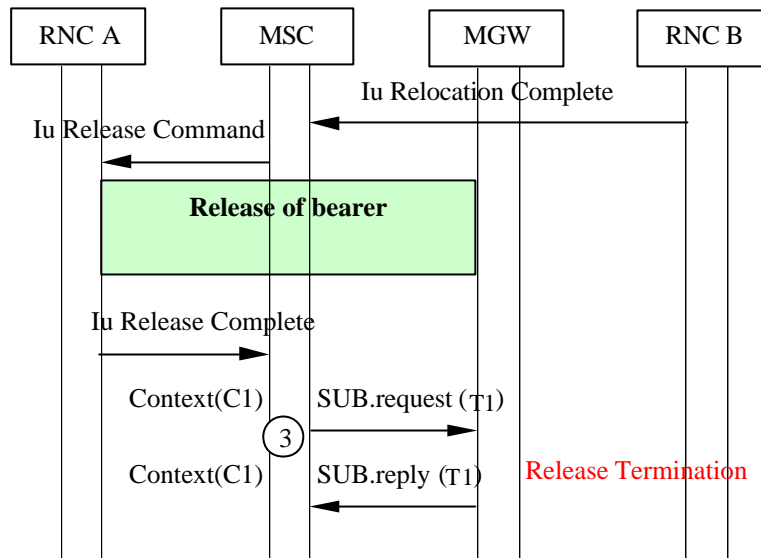 RNC A
MSC
MGW
RNC B
Iu Relocation Complete
Iu Release Command
Release of bearer
Iu Release Complete
Context(C1)
SUB.request (T1)
3
Context(C1)
SUB.reply (T1)
Release Termination